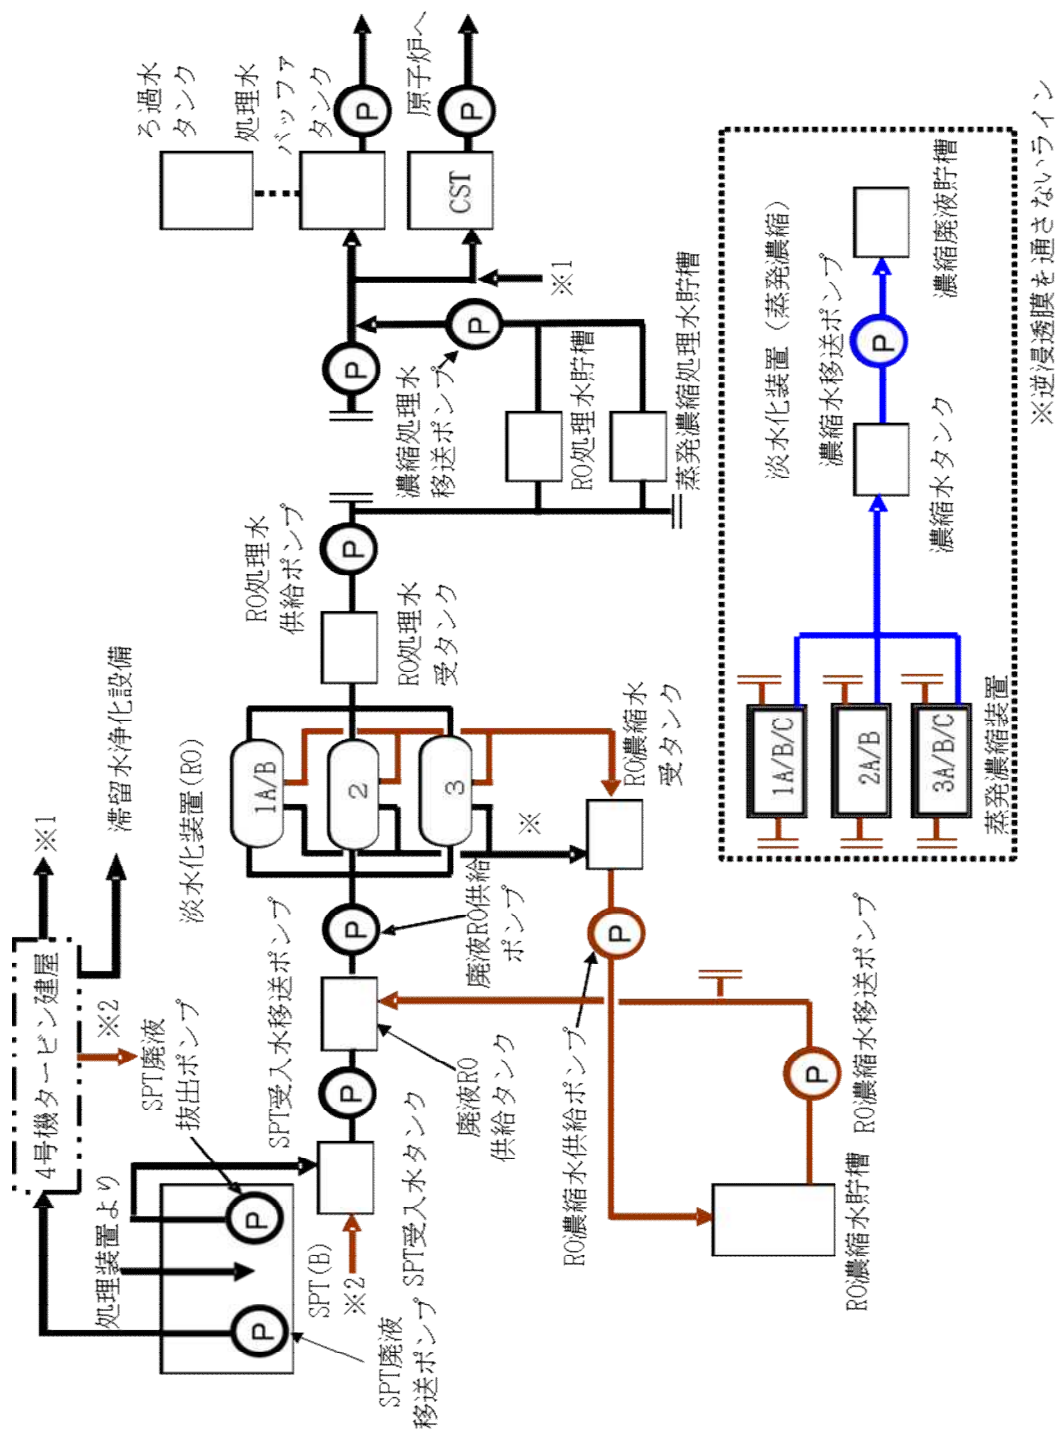 4号機タービン建屋
※1
滞留水浄化設備
※2
処理装置より
SPT廃液
抜出ポンプ
SPT(B)
※2
SPT廃液
移送ポンプ
SPT受入水タンク
SPT受入水移送ポンプ
廃液RO
供給タンク
廃液RO供給
ポンプ
淡水化装置(RO)
1A/B
2
3
※
RO濃縮水
受タンク
RO濃縮水供給ポンプ
RO濃縮水貯槽
RO濃縮水移送ポンプ
RO処理水
受タンク
RO処理水
供給ポンプ
濃縮処理水
移送ポンプ
RO処理水貯槽
蒸発濃縮処理水貯槽
※1
ろ過水
タンク
処理水
バッファ
タンク
CST
原子炉へ
P
P
P
P
P
P
P
P
P
P
P
P
淡水化装置(蒸発濃縮)
1A/B/C
2A/B
3A/B/C
蒸発濃縮装置
濃縮水タンク
濃縮水移送ポンプ
P
濃縮廃液貯槽
※逆浸透膜を通さないライン